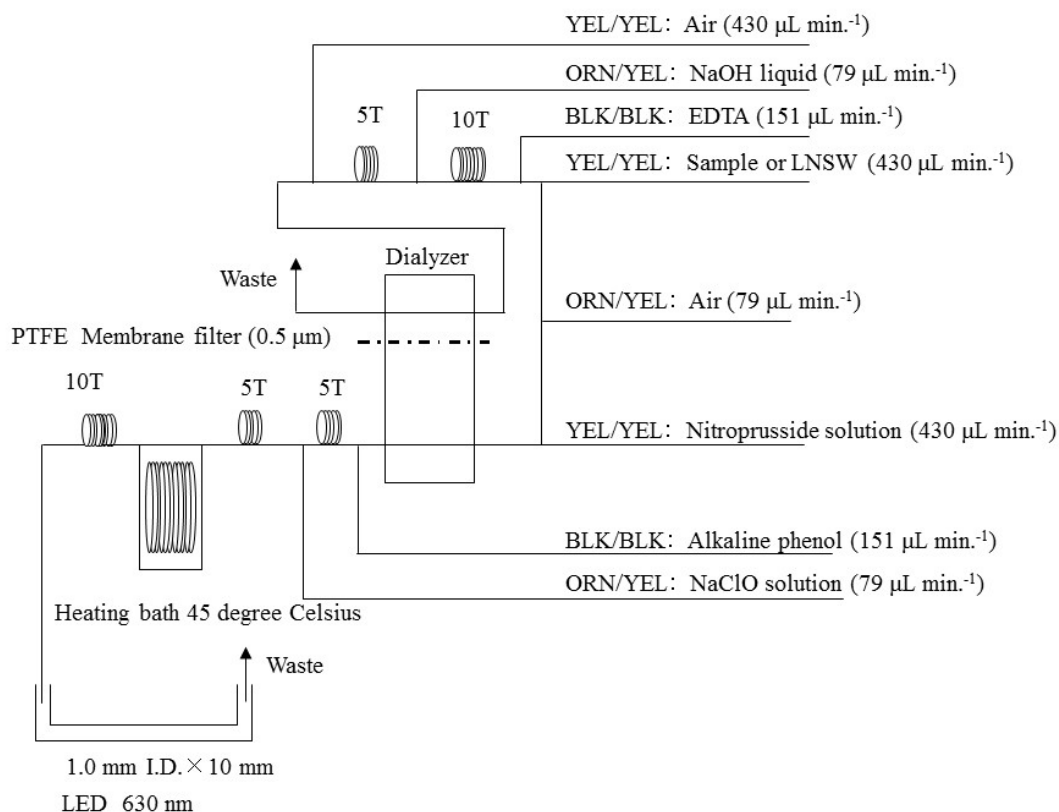 YEL/YEL: Air (430 μL min.-1)
ORN/YEL: NaOH liquid (79 μL min.-1)
5T
10T
BLK/BLK: EDTA (151 μL min.-1)
YEL/YEL: Sample or LNSW (430 μL min.-1)
Dialyzer
Waste
ORN/YEL: Air (79 μL min.-1)
PTFE Membrane filter (0.5 μm)
10T
5T
5T
YEL/YEL: Nitroprusside solution (430 μL min.-1)
BLK/BLK: Alkaline phenol (151 μL min.-1)
ORN/YEL: NaClO solution (79 μL min.-1)
Heating bath 45 degree Celsius
Waste
1.0 mm I.D.×10 mm
LED 630 nm